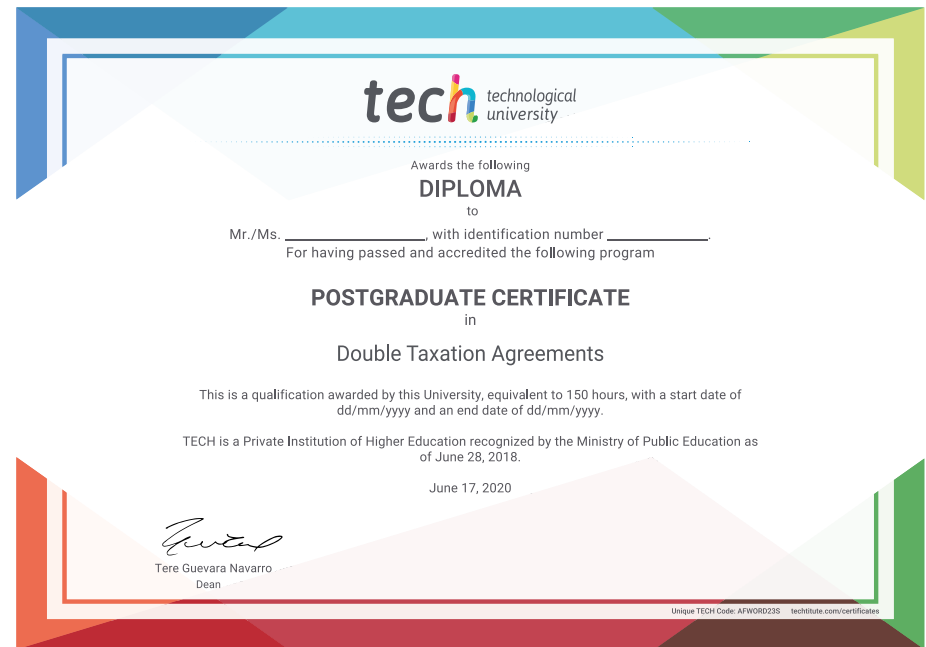 tech technological
university
Awards the following
DIPLOMA
to
Mr./Ms. ____________________, with identification number ______________.
For having passed and accredited the following program
POSTGRADUATE CERTIFICATE
in
Double Taxation Agreements
This is a qualification awarded by this University, equivalent to 150 hours, with a start date of
dd/mm/yyyy and an end date of dd/mm/yyyy.
TECH is a Private Institution of Higher Education recognized by the Ministry of Public Education as
of June 28, 2018.
June 17, 2020
Tere Guevara Navarro
Dean
Unique TECH Code: AFWORD23S techtitute.com/certificates